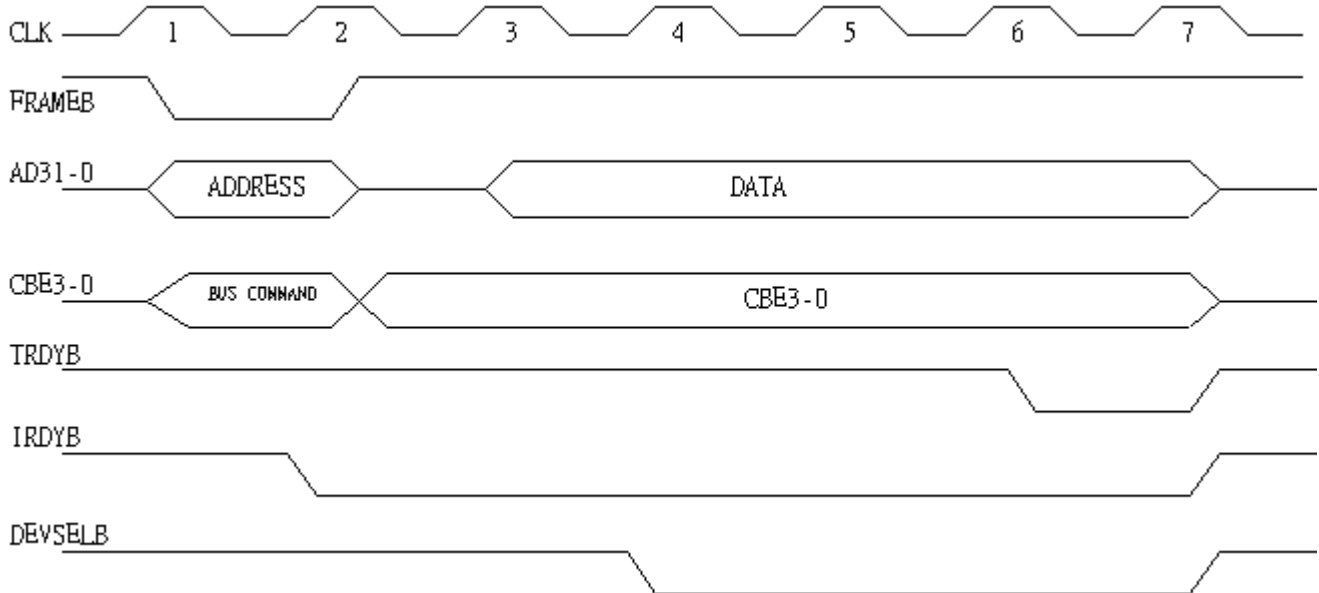 CLK 1 2 3 4 5 6 7
FRAMEB
AD31-0 ADDRESS DATA
CBE3-0 BUS COMMAND CBE3-0
TRDYB
IRDYB
DEVSELB